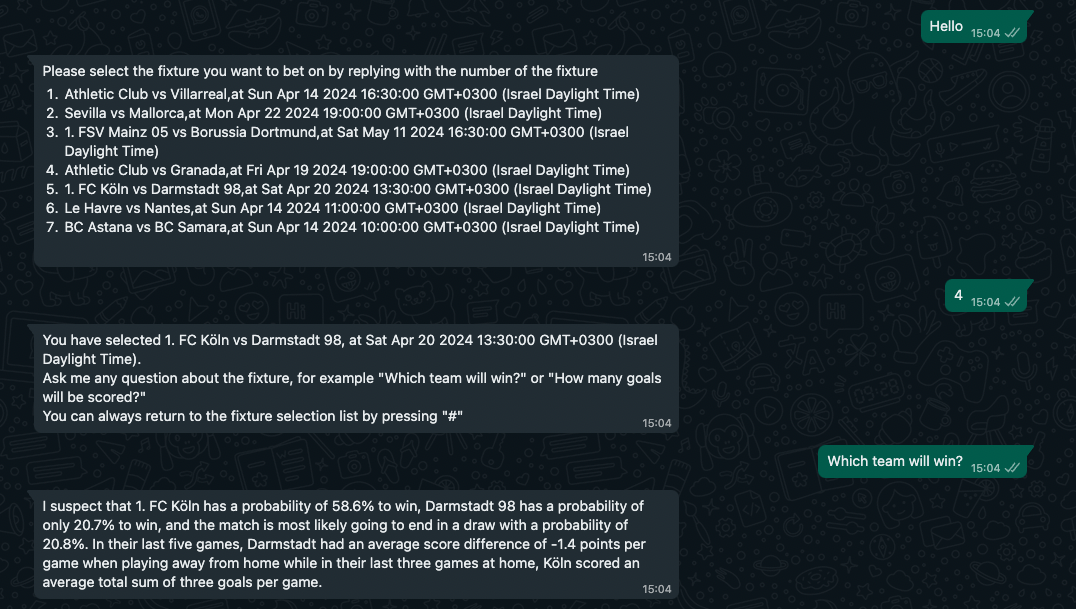 Hello 15:04
Please select the fixture you want to bet on by replying with the number of the fixture
1. Athletic Club vs Villarreal,at Sun Apr 14 2024 16:30:00 GMT+0300 (Israel Daylight Time)
2. Sevilla vs Mallorca,at Mon Apr 22 2024 19:00:00 GMT+0300 (Israel Daylight Time)
3. 1. FSV Mainz 05 vs Borussia Dortmund,at Sat May 11 2024 16:30:00 GMT+0300 (Israel
Daylight Time)
4. Athletic Club vs Granada,at Fri Apr 19 2024 19:00:00 GMT+0300 (Israel Daylight Time)
5. 1. FC Köln vs Darmstadt 98,at Sat Apr 20 2024 13:30:00 GMT+0300 (Israel Daylight Time)
6. Le Havre vs Nantes,at Sun Apr 14 2024 11:00:00 GMT+0300 (Israel Daylight Time)
7. BC Astana vs BC Samara,at Sun Apr 14 2024 10:00:00 GMT+0300 (Israel Daylight Time)
15:04
4 15:04
You have selected 1. FC Köln vs Darmstadt 98, at Sat Apr 20 2024 13:30:00 GMT+0300 (Israel
Daylight Time).
Ask me any question about the fixture, for example "Which team will win?" or "How many goals
will be scored?"
You can always return to the fixture selection list by pressing "#"
15:04
Which team will win? 15:04
I suspect that 1. FC Köln has a probability of 58.6% to win, Darmstadt 98 has a probability of
only 20.7% to win, and the match is most likely going to end in a draw with a probability of
20.8%. In their last five games, Darmstadt had an average score difference of -1.4 points per
game when playing away from home while in their last three games at home, Köln scored an
average total sum of three goals per game.
15:04